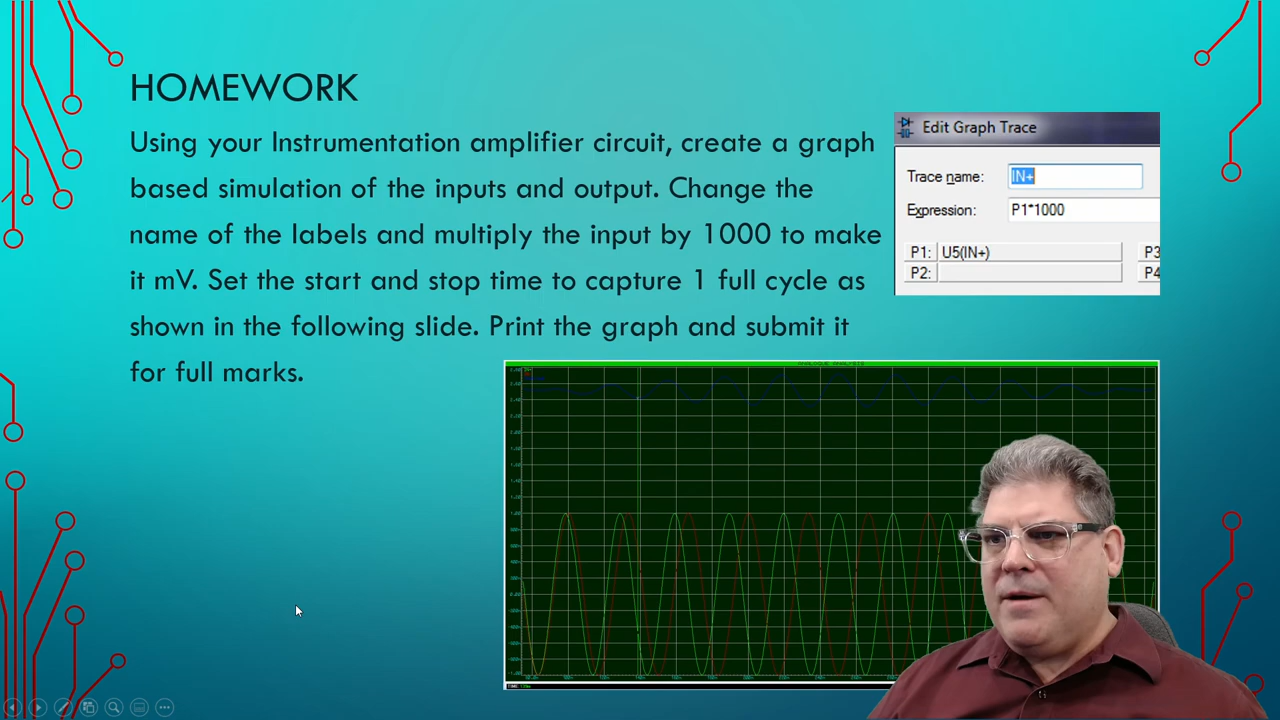 HOMEWORK
Using your Instrumentation amplifier circuit, create a graph
based simulation of the inputs and output. Change the
name of the labels and multiply the input by 1000 to make
it mV. Set the start and stop time to capture 1 full cycle as
shown in the following slide. Print the graph and submit it
for full marks.
Edit Graph Trace
Trace name: IN+
Expression: P1*1000
P1: U5(IN+) P3
P2: P4
ANALOGUE ANALYSIS